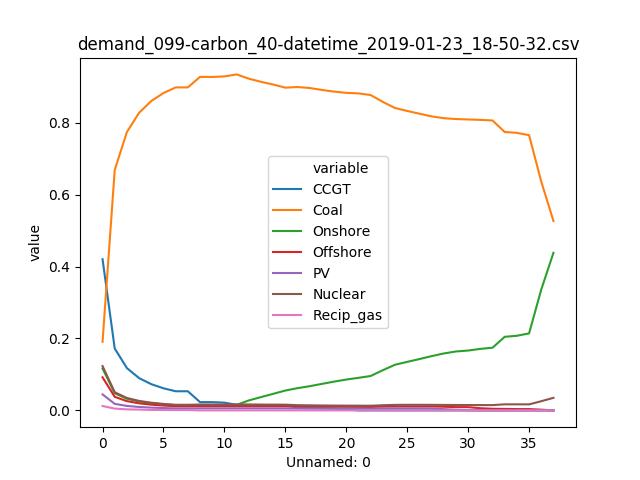 demand_099-carbon_40-datetime_2019-01-23_18-50-32.csv
0.8
0.6
0.4
0.2
0.0
value
variable
CCGT
Coal
Onshore
Offshore
PV
Nuclear
Recip_gas
0 5 10 15 20 25 30 35
Unnamed: 0